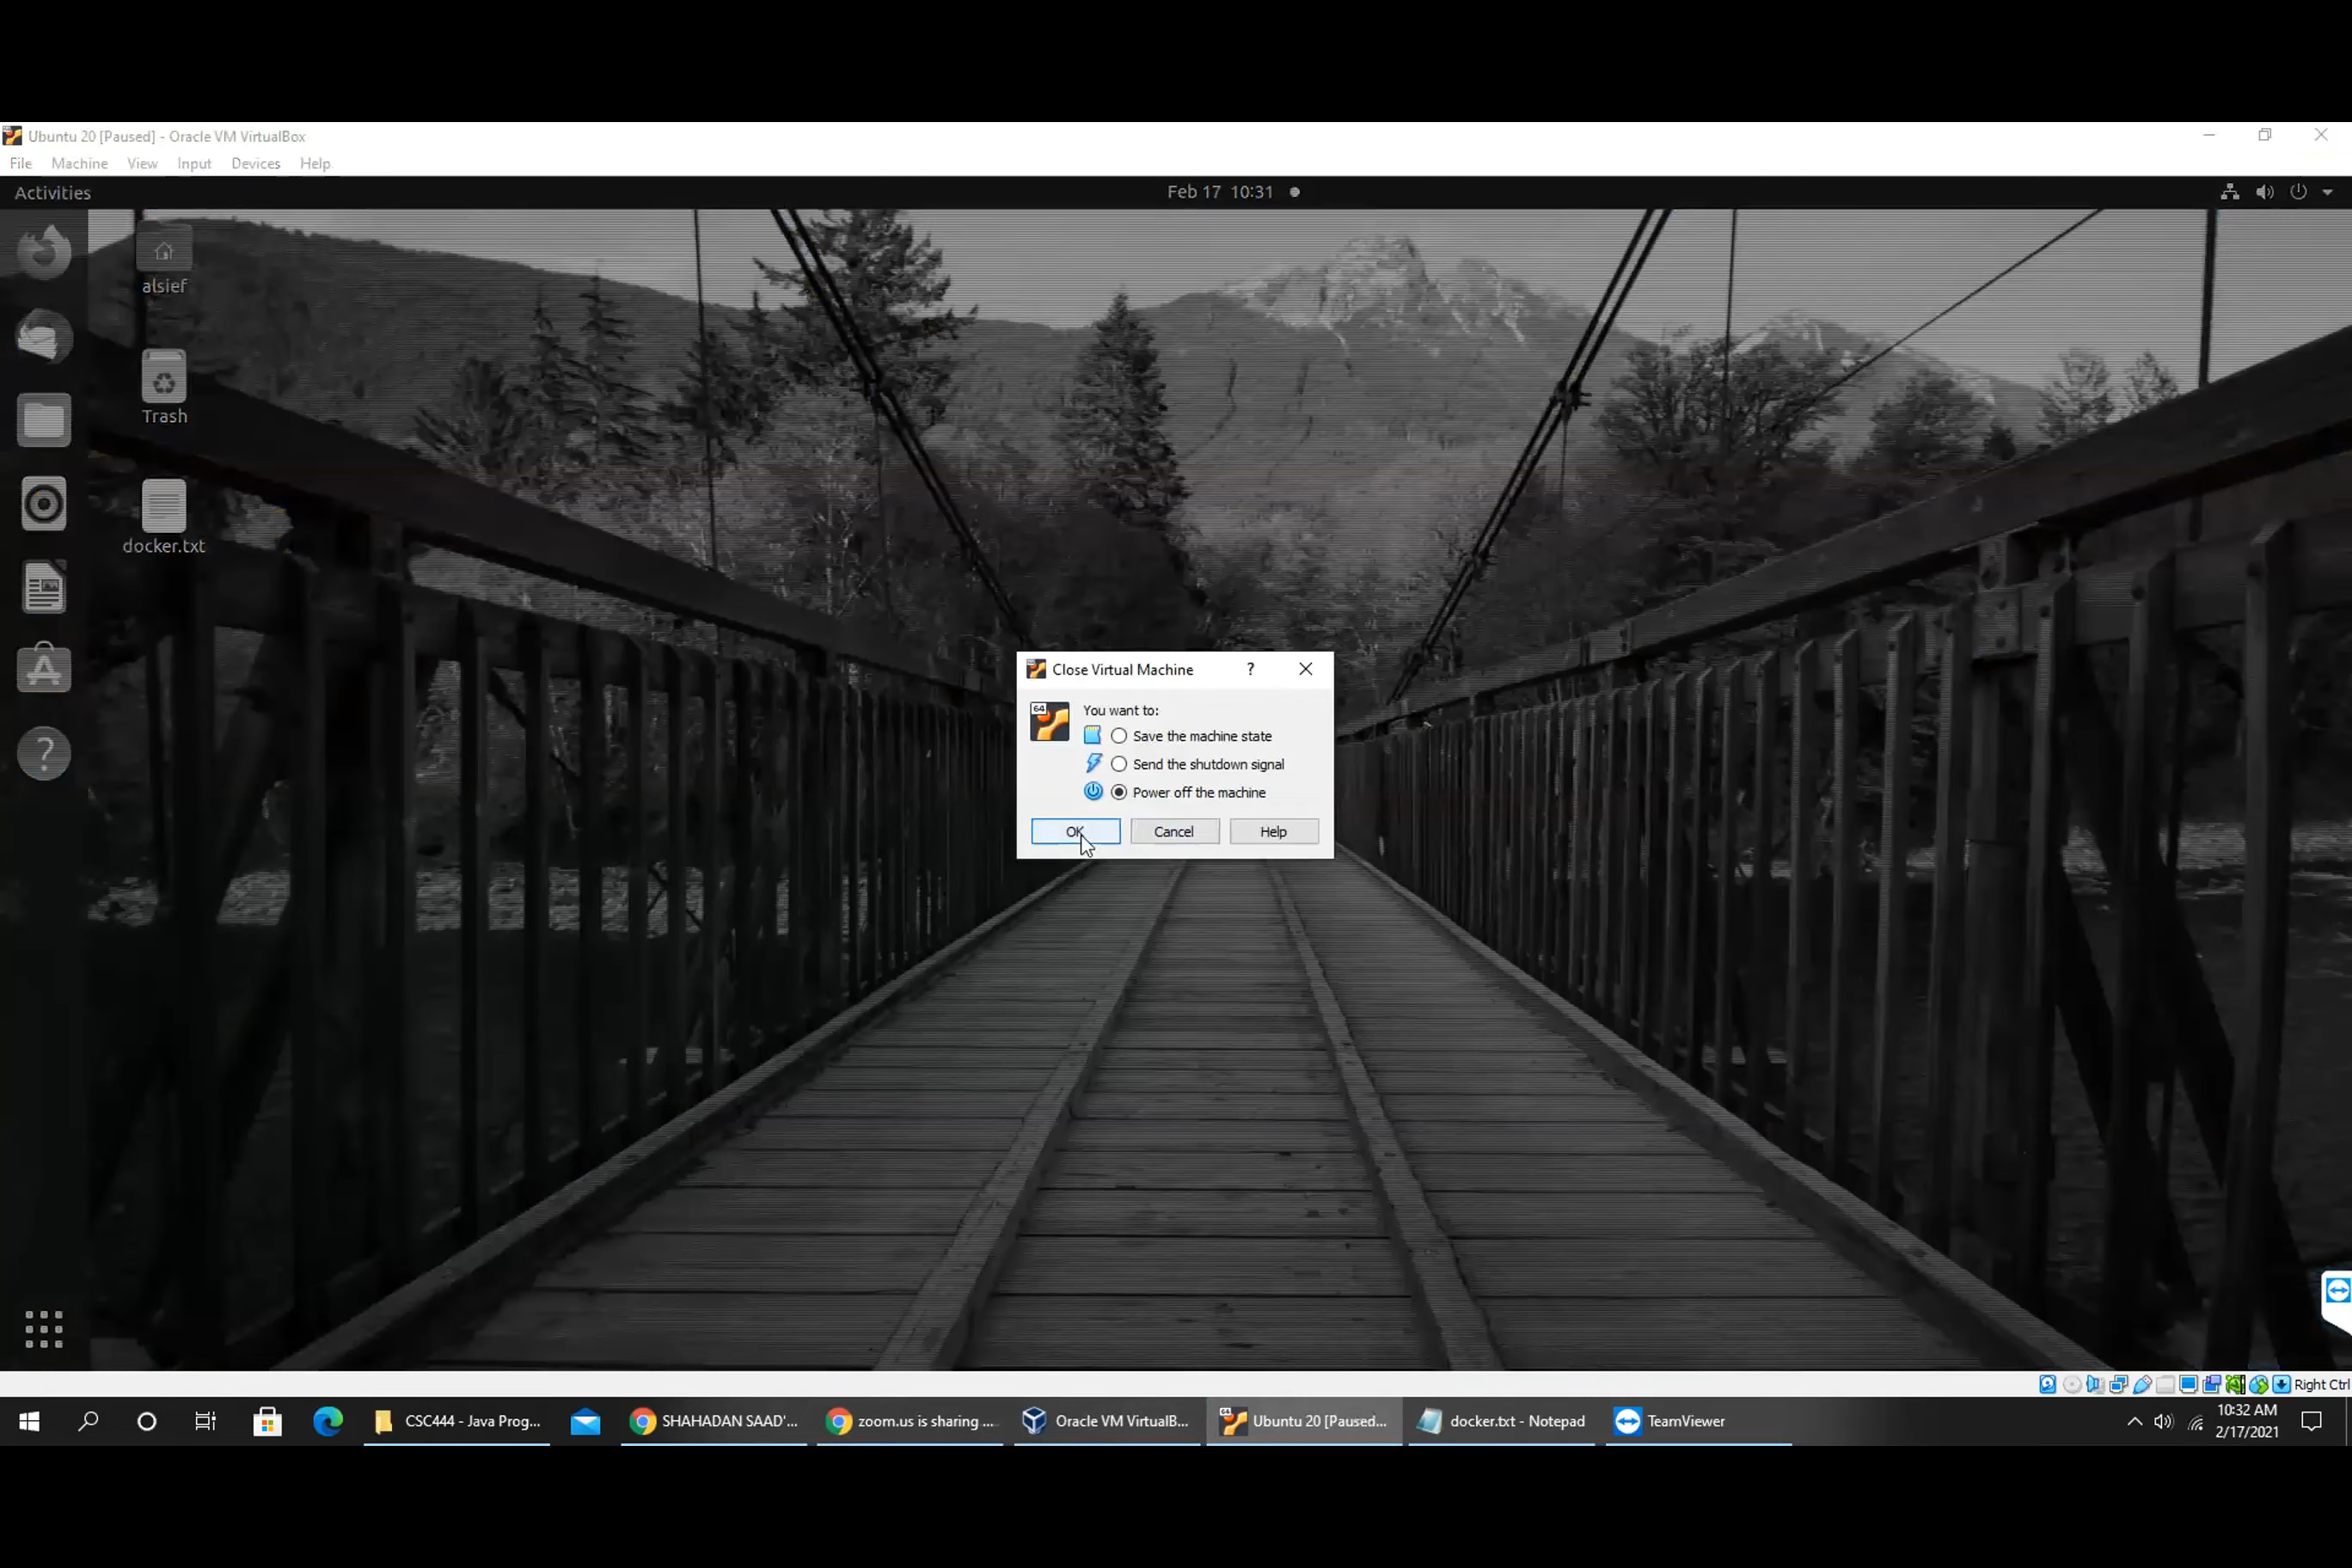 Ubuntu 20 [Paused] - Oracle VM VirtualBox
File Machine View Input Devices Help
Activities
Feb 17 10:31
alsief
Trash
docker.txt
Close Virtual Machine
?
64
You want to:
Save the machine state
Send the shutdown signal
Power off the machine
OK
Cancel
Help
Right Ctrl
CSC444 - Java Prog...
SHAHADAN SAAD'...
zoom.us is sharing ...
Oracle VM VirtualB...
64
Ubuntu 20 [Paused...
docker.txt - Notepad
TeamViewer
10:32 AM
2/17/2021